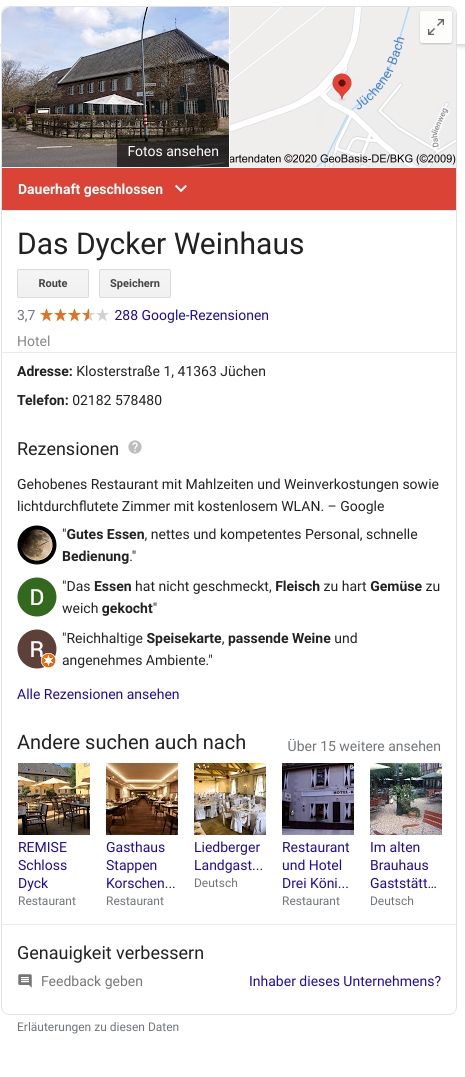 Fotos ansehen
Jüchener Bach
Dahlienweg
artendaten ©2020 GeoBasis-DE/BKG (©2009)
Dauerhaft geschlossen
Das Dycker Weinhaus
Route
Speichern
3,7 288 Google-Rezensionen
Hotel
Adresse: Klosterstraße 1, 41363 Jüchen
Telefon: 02182 578480
Rezensionen ?
Gehobenes Restaurant mit Mahlzeiten und Weinverkostungen sowie
lichtdurchflutete Zimmer mit kostenlosem WLAN. – Google
"Gutes Essen, nettes und kompetentes Personal, schnelle
Bedienung."
D
"Das Essen hat nicht geschmeckt, Fleisch zu hart Gemüse zu
weich gekocht"
R
"Reichhaltige Speisekarte, passende Weine und
angenehmes Ambiente."
Alle Rezensionen ansehen
Andere suchen auch nach
Über 15 weitere ansehen
REMISE
Schloss
Dyck
Restaurant
Gasthaus
Stappen
Korschen...
Restaurant
Liedberger
Landgast...
Deutsch
Restaurant
und Hotel
Drei Köni...
Restaurant
Im alten
Brauhaus
Gaststätt...
Deutsch
Genauigkeit verbessern
Feedback geben
Inhaber dieses Unternehmens?
Erläuterungen zu diesen Daten